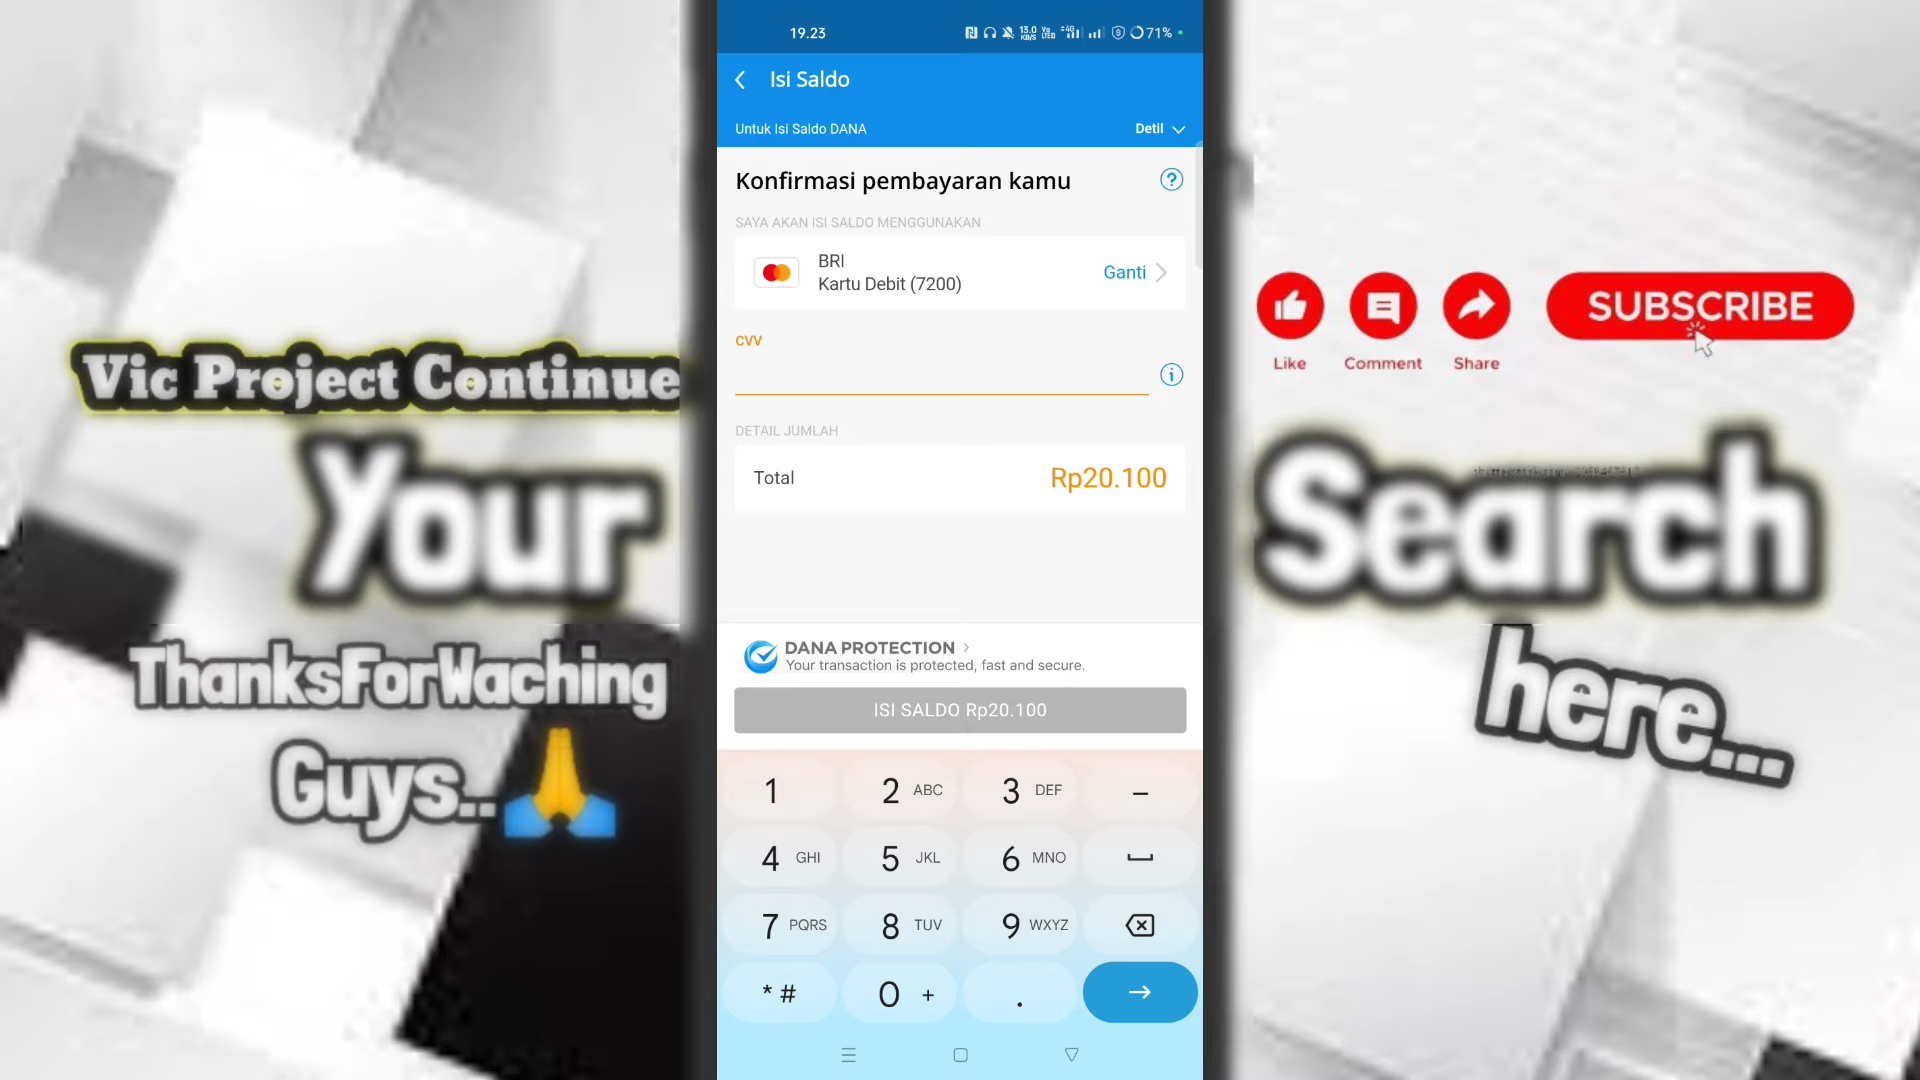 19.23
13.0 KB/S
71%
Isi Saldo
Untuk Isi Saldo DANA
Detil
Konfirmasi pembayaran kamu
SAYA AKAN ISI SALDO MENGGUNAKAN
BRI
Kartu Debit (7200)
Ganti
CVV
DETAIL JUMLAH
Total
Rp20.100
DANA PROTECTION
Your transaction is protected, fast and secure.
ISI SALDO Rp20.100
1
2 ABC
3 DEF
–
4 GHI
5 JKL
6 MNO
7 PQRS
8 TUV
9 WXYZ
* #
0 +
.
Vic Project Continue
Your
ThanksForWaching
Guys..
SUBSCRIBE
Like
Comment
Share
Search
here...